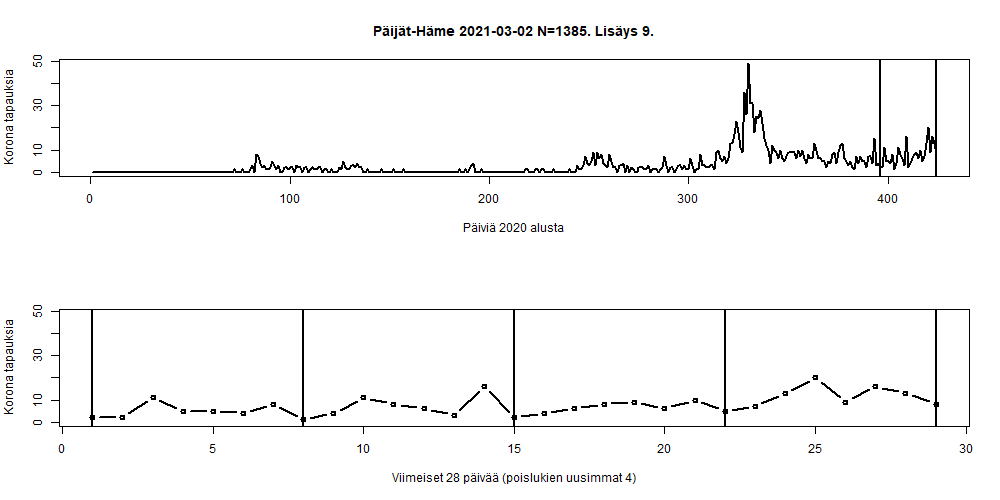 Päijät-Häme 2021-03-02 N=1385. Lisäys 9.
Korona tapauksia
50
30
10
0
0 100 200 300 400
Päiviä 2020 alusta
Korona tapauksia
50
30
10
0
0 5 10 15 20 25 30
Viimeiset 28 päivää (poislukien uusimmat 4)